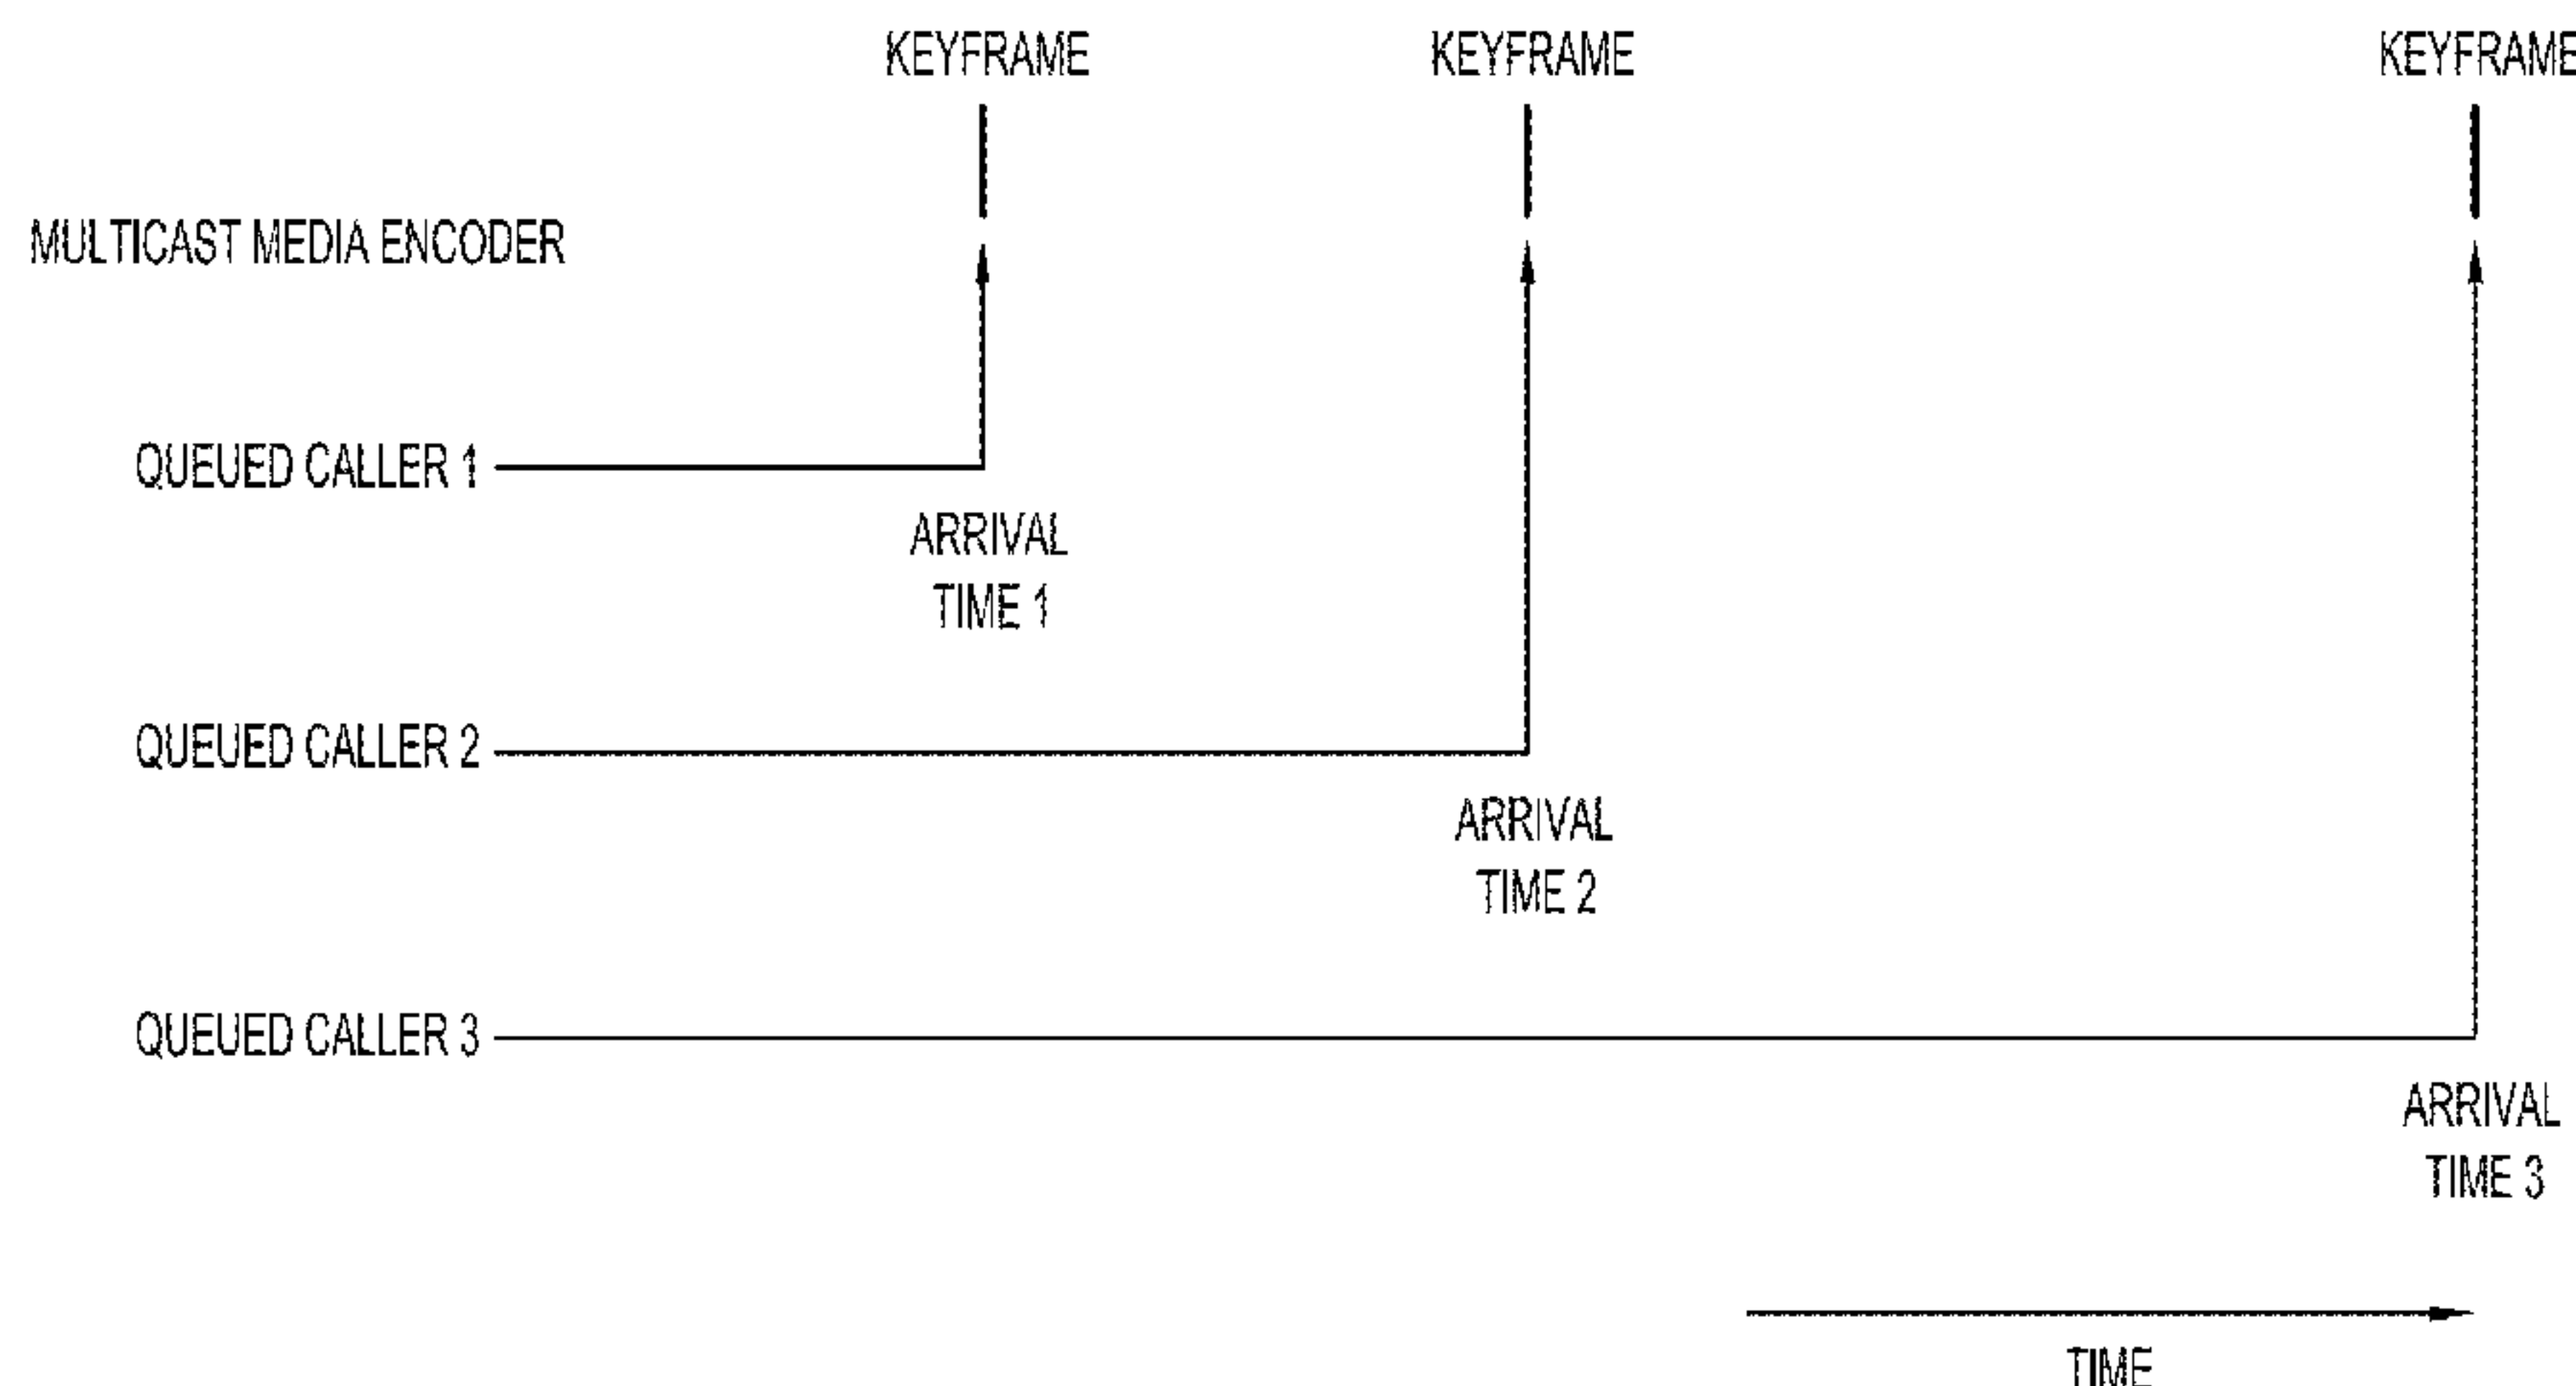 KEYFRAME KEYFRAME KEYFRAME
MULTICAST MEDIA ENCODER
QUEUED CALLER 1
ARRIVAL
TIME 1
QUEUED CALLER 2
ARRIVAL
TIME 2
QUEUED CALLER 3
ARRIVAL
TIME 3
TIME